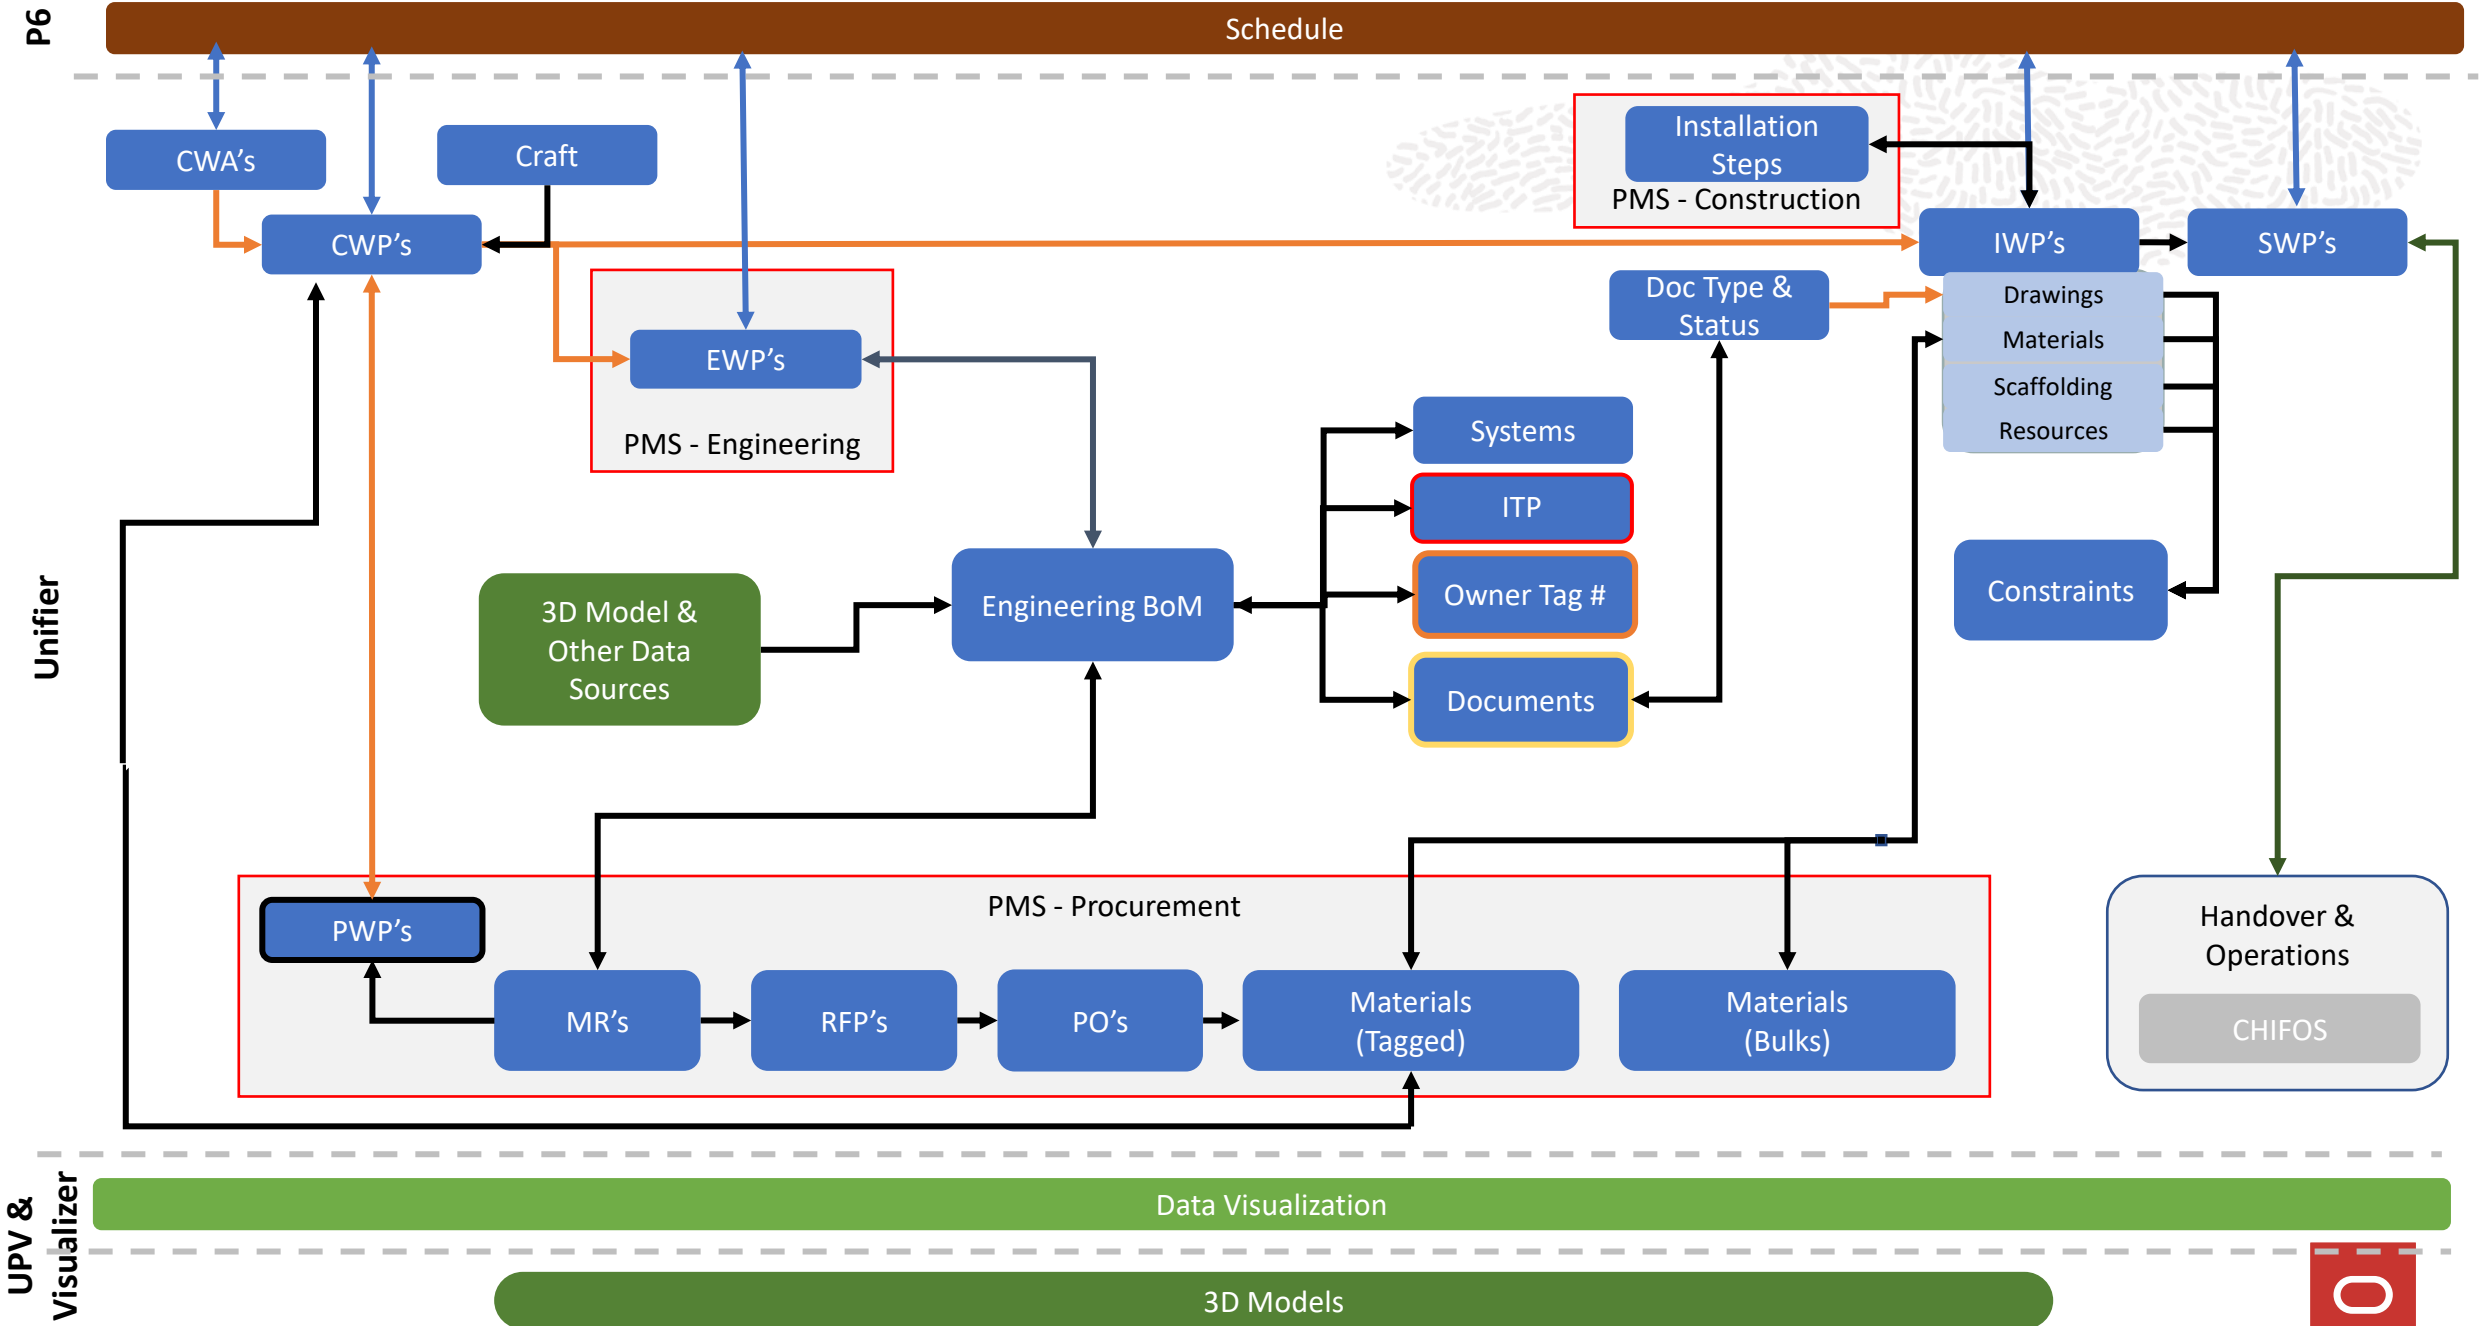 P6
Schedule
CWA’s
Craft
Installation
Steps
PMS - Construction
CWP’s
IWP’s
SWP’s
Doc Type &
Status
Drawings
Materials
Scaffolding
Resources
EWP’s
PMS - Engineering
Systems
ITP
Owner Tag #
Documents
Constraints
Unifier
3D Model &
Other Data
Sources
Engineering BoM
PMS - Procurement
PWP’s
MR’s
RFP’s
PO’s
Materials
(Tagged)
Materials
(Bulks)
Handover &
Operations
CHIFOS
UPV &
Visualizer
Data Visualization
3D Models